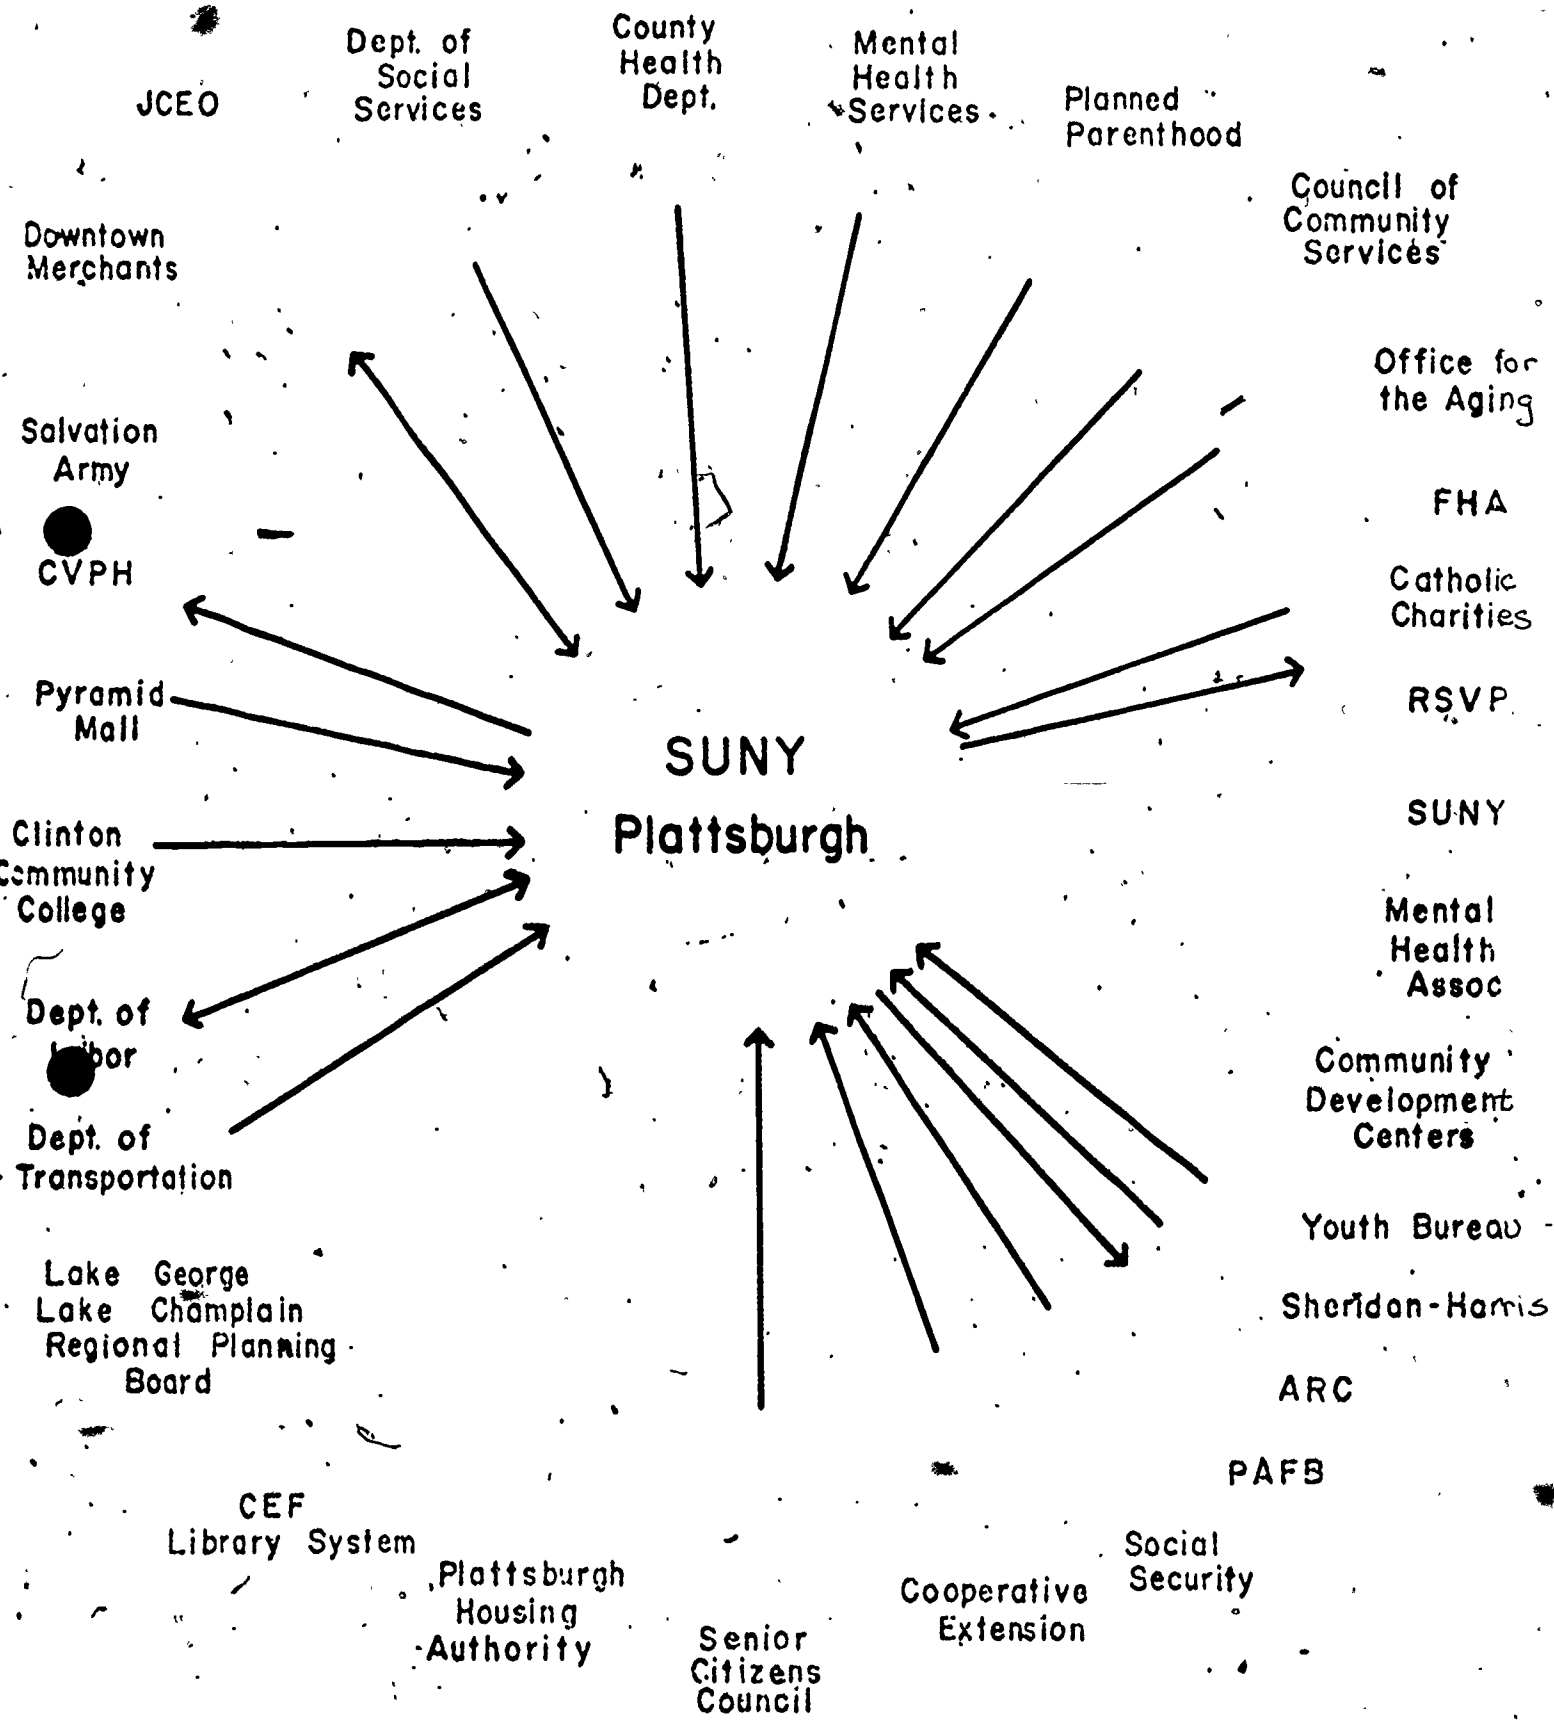 JCEO
Dept. of
Social
Services
County
Health
Dept.
Mental
Health
Services
Planned
Parenthood
Council of
Community
Services
Downtown
Merchants
Office for
the Aging
Salvation
Army
FHA
CVPH
Catholic
Charities
Pyramid
Mall
RSVP
SUNY
Plattsburgh
SUNY
Clinton
Community
College
Mental
Health
Assoc
Dept. of
Community
Development
Centers
Dept. of
Transportation
Youth Bureau
Lake George
Lake Champlain
Regional Planning
Board
Sheridan-Harris
ARC
PAFB
CEF
Library System
Social
Security
Plattsburgh
Housing
Authority
Cooperative
Extension
Senior
Citizens
Council